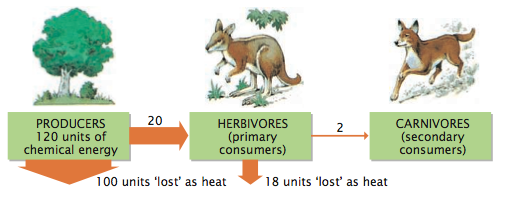 PRODUCERS
120 units of
chemical energy
20
HERBIVORES
(primary
consumers)
2
CARNIVORES
(secondary
consumers)
100 units ‘lost’ as heat
18 units ‘lost’ as heat